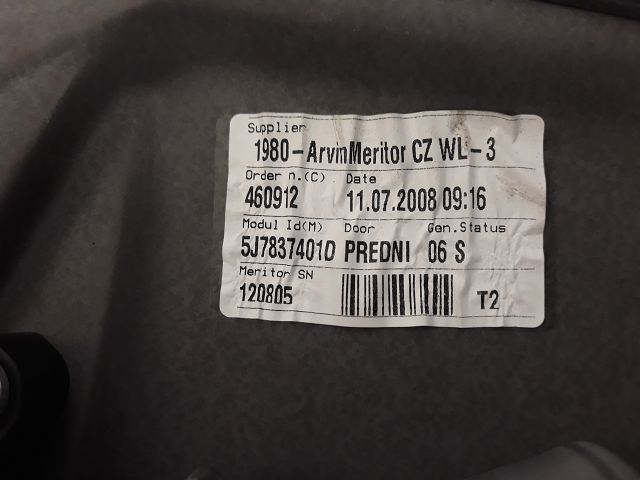 Supplier
1980-ArvinMeritor CZ WL-3
Order n.(C) Date
460912 11.07.2008 09:16
Modul Id(M) Door Gen.Status
5J7837401D PREDNI 06 S
Meritor SN
120805 T2